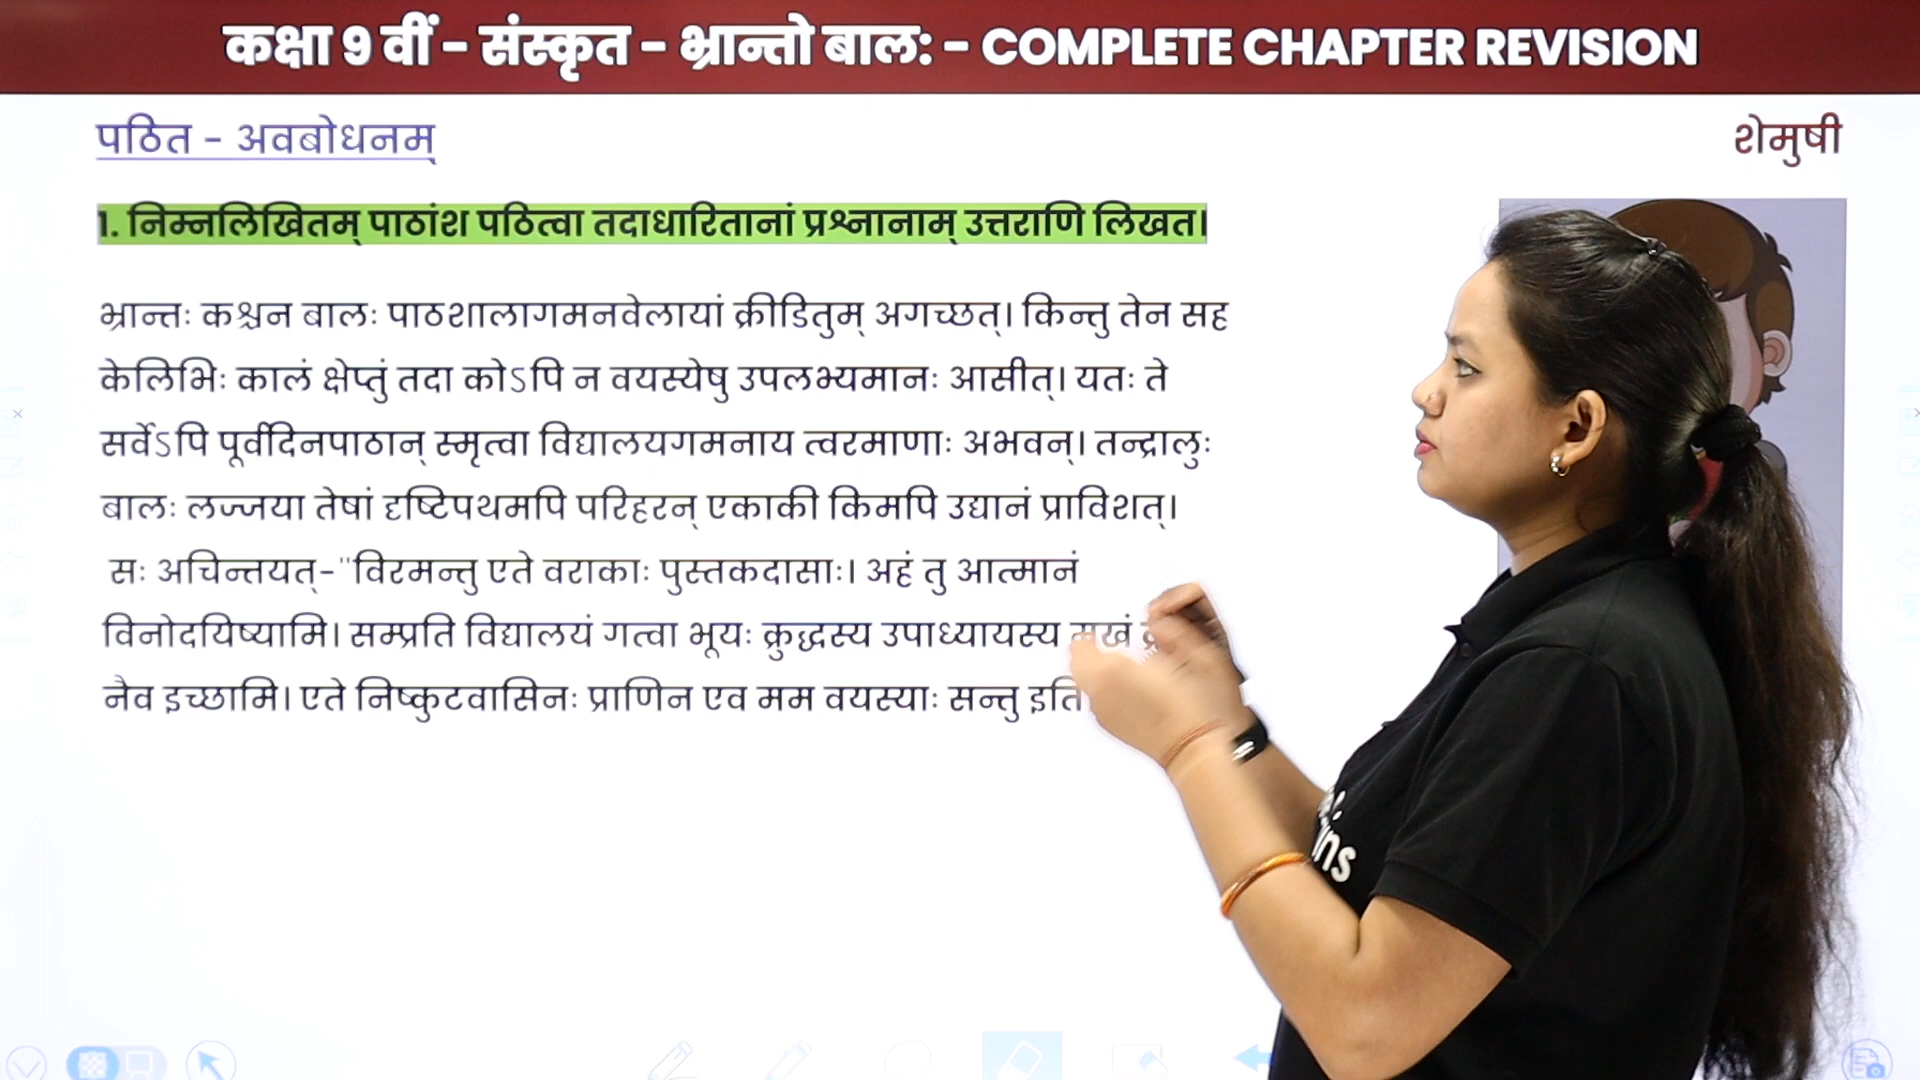 कक्षा 9 वीं - संस्कृत - भ्रान्तो बाल: - COMPLETE CHAPTER REVISION
पठित - अवबोधनम्
शेमुषी
1. निम्नलिखितम् पाठांश पठित्वा तदाधारितानां प्रश्नानाम् उत्तराणि लिखत।
भ्रान्तः कश्चन बालः पाठशालागमनवेलायां क्रीडितुम् अगच्छत्। किन्तु तेन सह
केलिभिः कालं क्षेप्तुं तदा कोऽपि न वयस्येषु उपलभ्यमानः आसीत्। यतः ते
सर्वेऽपि पूर्वदिनपाठान् स्मृत्वा विद्यालयगमनाय त्वरमाणाः अभवन्। तन्द्रालुः
बालः लज्जया तेषां दृष्टिपथमपि परिहरन् एकाकी किमपि उद्यानं प्राविशत्।
सः अचिन्तयत्-"विरमन्तु एते वराकाः पुस्तकदासाः। अहं तु आत्मानं
विनोदयिष्यामि। सम्प्रति विद्यालयं गत्वा भूयः क्रुद्धस्य उपाध्यायस्य मुखं
नैव इच्छामि। एते निष्कुटवासिनः प्राणिन एव मम वयस्याः सन्तु इति